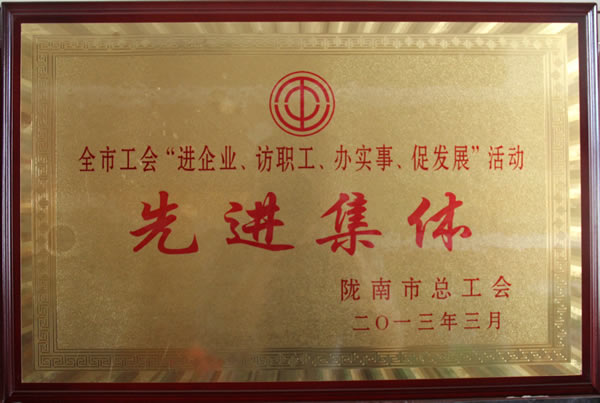 全市工会“进企业、访职工、办实事、促发展”活动
先进集体
陇南市总工会
二〇一三年三月